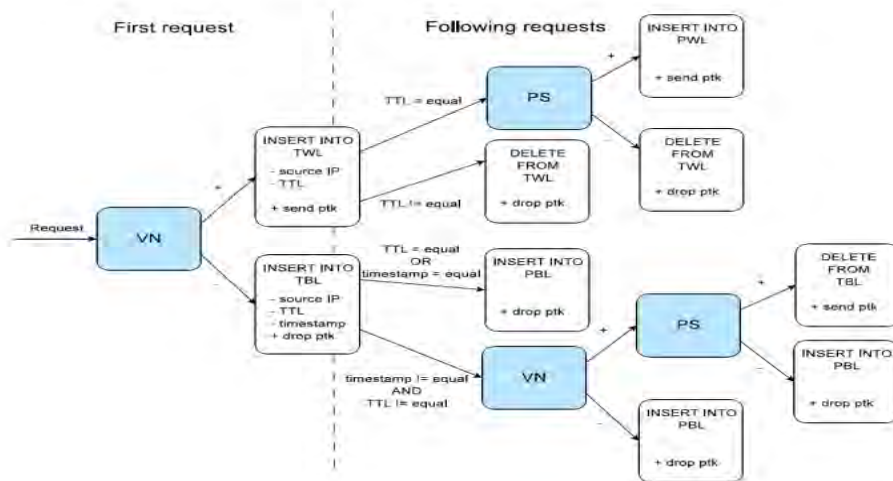 First request
Following requests
Request
VN
+
-
INSERT INTO
TWL
- source IP
- TTL
+ send ptk
INSERT INTO
TBL
- source IP
- TTL
- timestamp
+ drop ptk
TTL = equal
TTL != equal
PS
+
-
INSERT INTO
PWL
+ send ptk
DELETE
FROM
TWL
+ drop ptk
DELETE
FROM
TWL
+ drop ptk
TTL = equal
OR
timestamp = equal
INSERT INTO
PBL
+ drop ptk
timestamp != equal
AND
TTL != equal
VN
+
-
PS
+
-
DELETE
FROM
TBL
+ send ptk
INSERT INTO
PBL
+ drop ptk
INSERT INTO
PBL
+ drop ptk